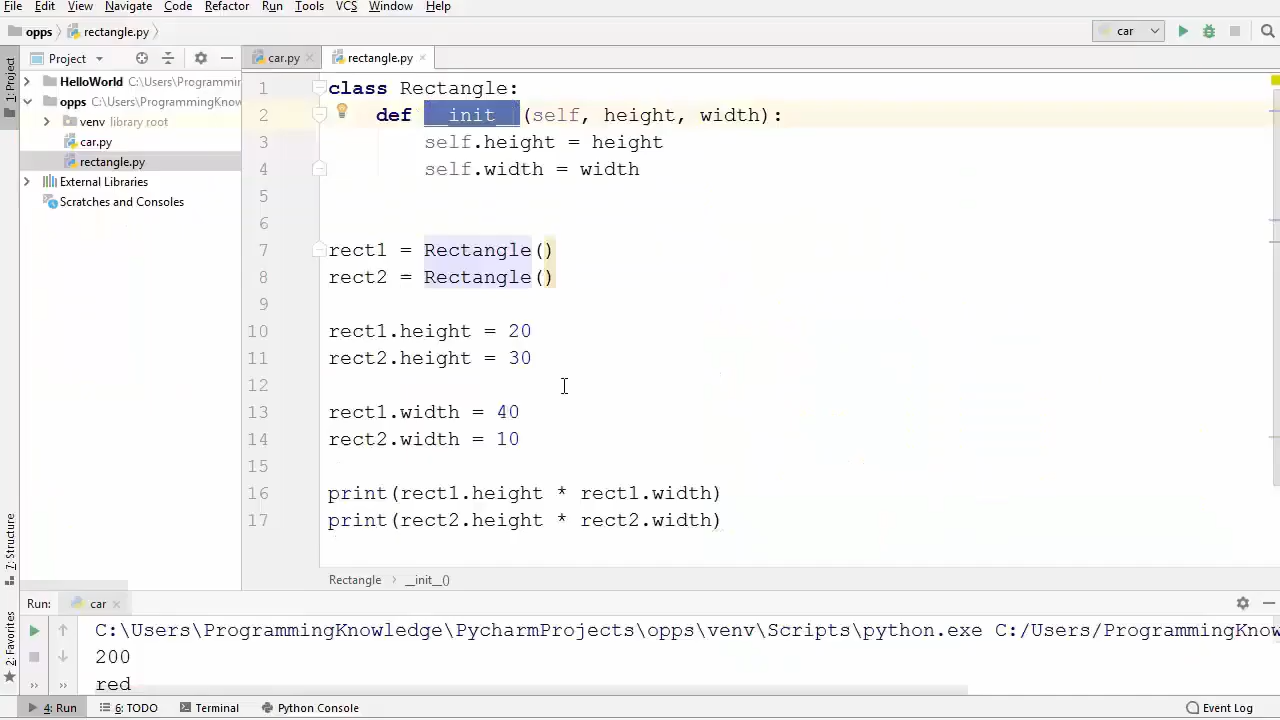 File Edit View Navigate Code Refactor Run Tools VCS Window Help
opps rectangle.py car
1: Project Project car.py rectangle.py
HelloWorld C:\Users\Programmin
opps C:\Users\ProgrammingKnow
venv library root
car.py
rectangle.py
External Libraries
Scratches and Consoles
1 class Rectangle:
2 def __init__(self, height, width):
3 self.height = height
4 self.width = width
5
6
7 rect1 = Rectangle()
8 rect2 = Rectangle()
9
10 rect1.height = 20
11 rect2.height = 30
12
13 rect1.width = 40
14 rect2.width = 10
15
16 print(rect1.height * rect1.width)
17 print(rect2.height * rect2.width)
Rectangle __init__()
7: Structure
2: Favorites
Run: car
C:\Users\ProgrammingKnowledge\PycharmProjects\opps\venv\Scripts\python.exe C:/Users/ProgrammingKnow
200
red
4: Run 6: TODO Terminal Python Console Event Log